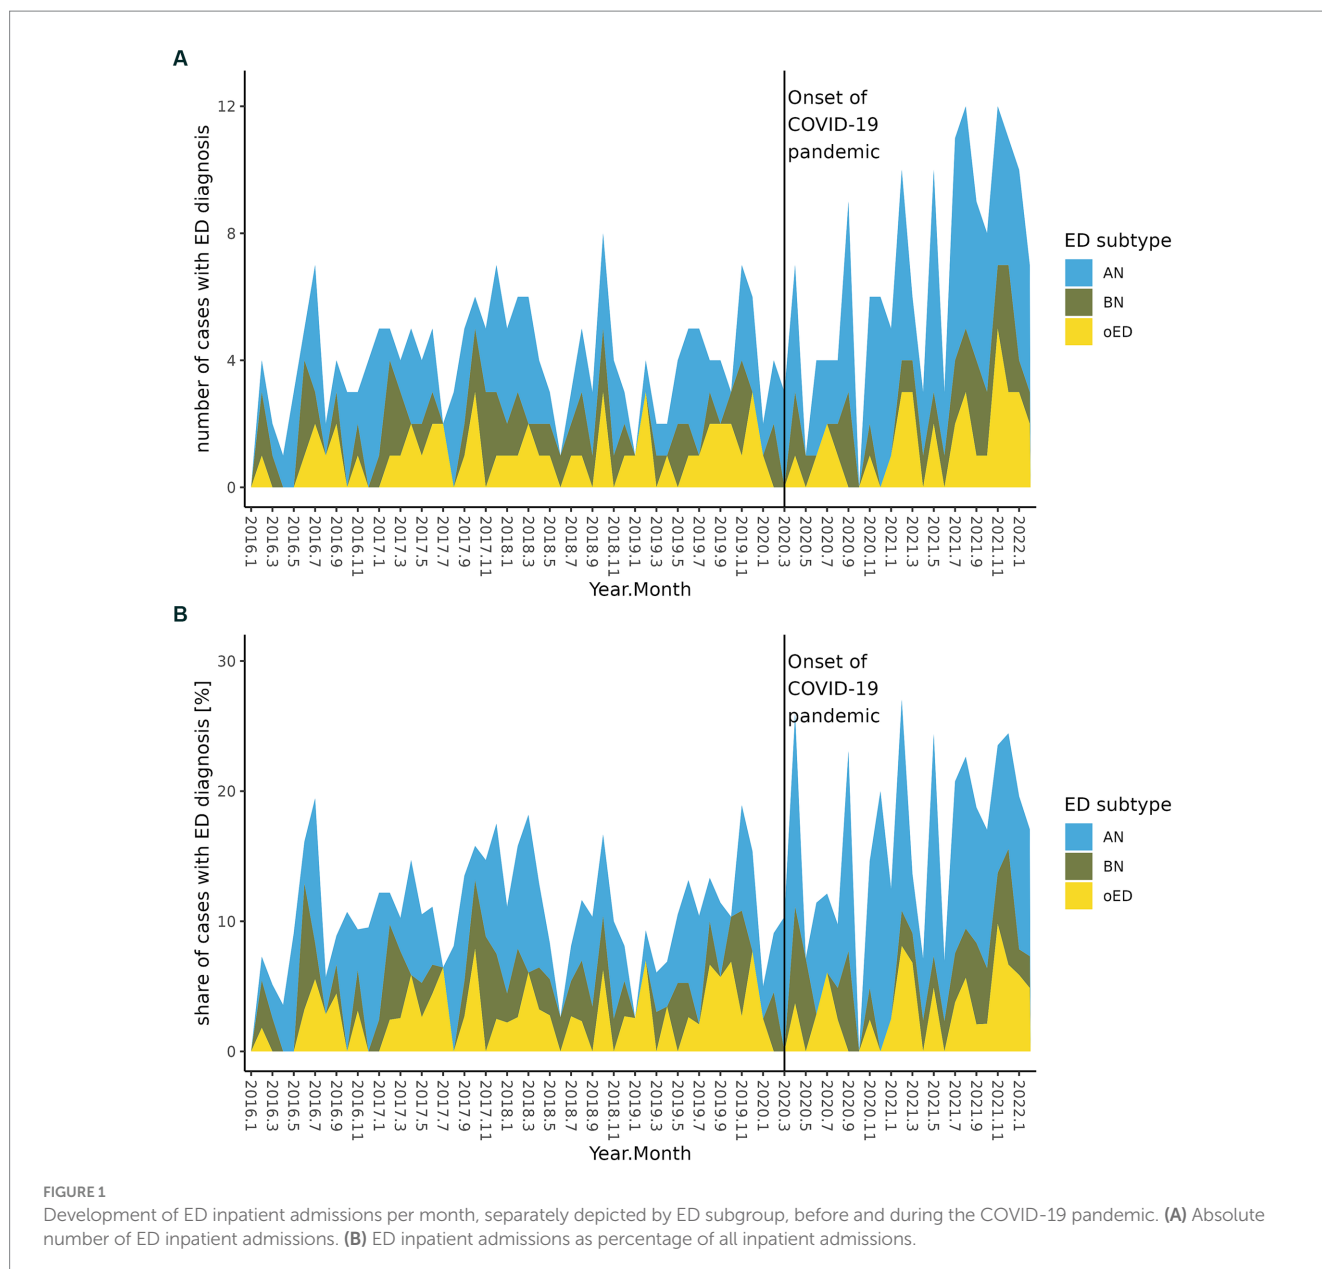 A
Onset of
COVID-19
pandemic
number of cases with ED diagnosis
12
8
4
0
ED subtype
AN
BN
oED
2016.1 2016.3 2016.5 2016.7 2016.9 2016.11 2017.1 2017.3 2017.5 2017.7 2017.9 2017.11 2018.1 2018.3 2018.5 2018.7 2018.9 2018.11 2019.1 2019.3 2019.5 2019.7 2019.9 2019.11 2020.1 2020.3 2020.5 2020.7 2020.9 2020.11 2021.1 2021.3 2021.5 2021.7 2021.9 2021.11 2022.1
Year.Month
B
Onset of
COVID-19
pandemic
share of cases with ED diagnosis [%]
30
20
10
0
ED subtype
AN
BN
oED
2016.1 2016.3 2016.5 2016.7 2016.9 2016.11 2017.1 2017.3 2017.5 2017.7 2017.9 2017.11 2018.1 2018.3 2018.5 2018.7 2018.9 2018.11 2019.1 2019.3 2019.5 2019.7 2019.9 2019.11 2020.1 2020.3 2020.5 2020.7 2020.9 2020.11 2021.1 2021.3 2021.5 2021.7 2021.9 2021.11 2022.1
Year.Month
FIGURE 1
Development of ED inpatient admissions per month, separately depicted by ED subgroup, before and during the COVID-19 pandemic. (A) Absolute
number of ED inpatient admissions. (B) ED inpatient admissions as percentage of all inpatient admissions.